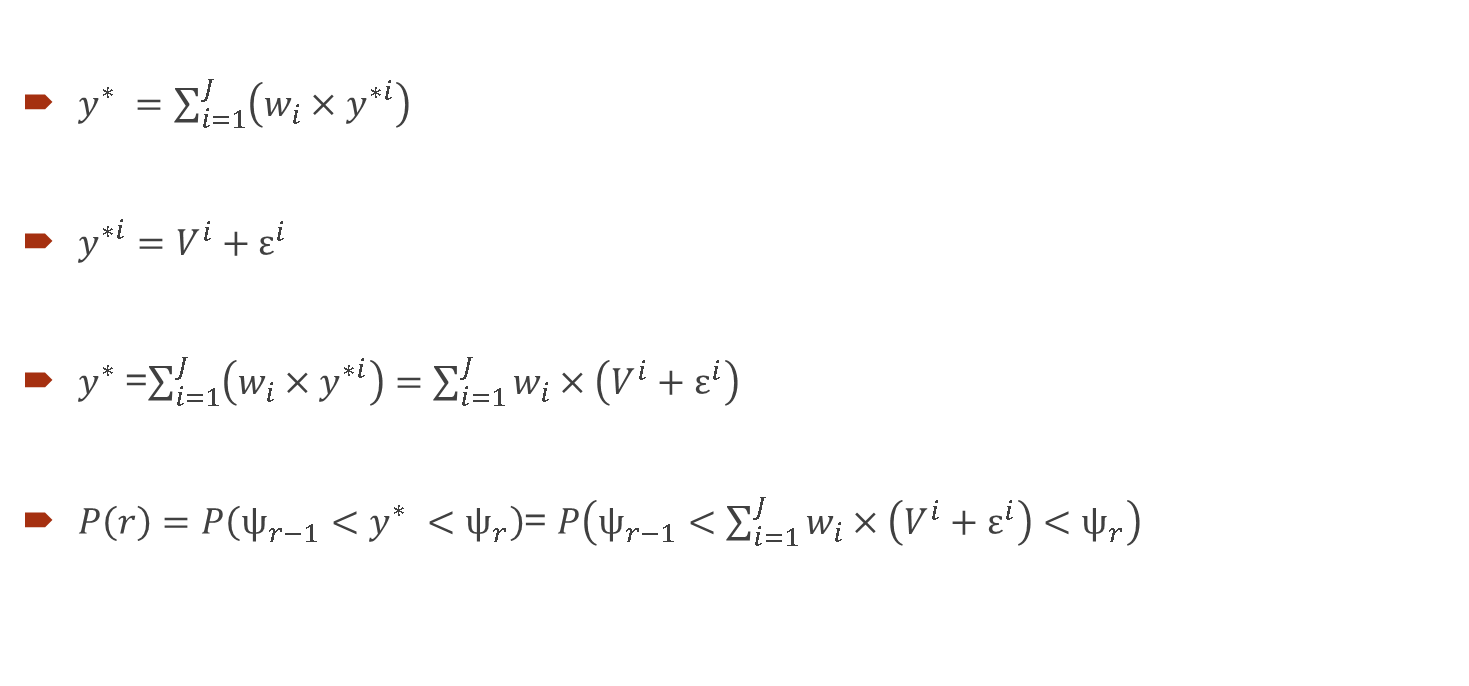 y* = ∑_{i=1}^{J}(w_i × y*^i)
y*^i = V^i + ε^i
y* =∑_{i=1}^{J}(w_i × y*^i) = ∑_{i=1}^{J} w_i × (V^i + ε^i)
P(r) = P(ψ_{r−1} < y* < ψ_r)= P(ψ_{r−1} < ∑_{i=1}^{J} w_i × (V^i + ε^i) < ψ_r)